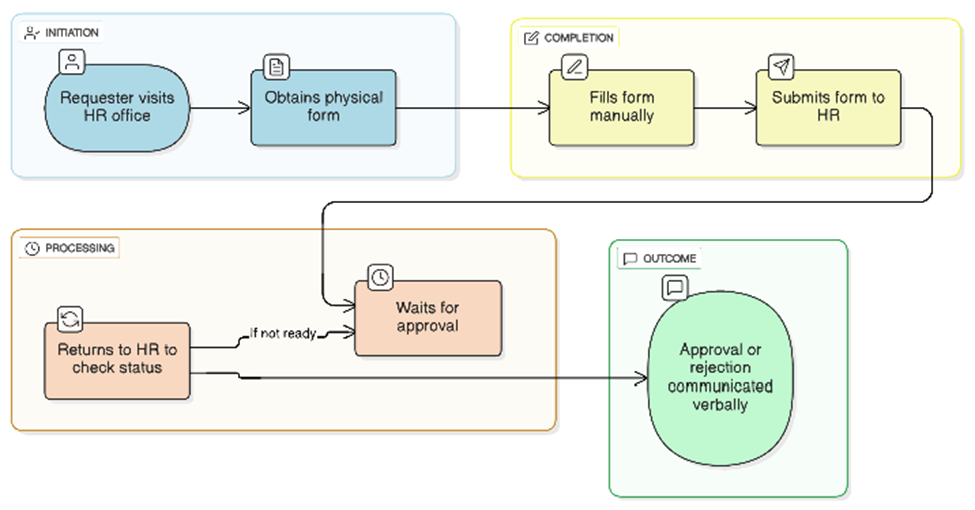 INITIATION
Requester visits
HR office
Obtains physical
form
COMPLETION
Fills form
manually
Submits form to
HR
PROCESSING
Returns to HR to
check status
If not ready
Waits for
approval
OUTCOME
Approval or
rejection
communicated
verbally